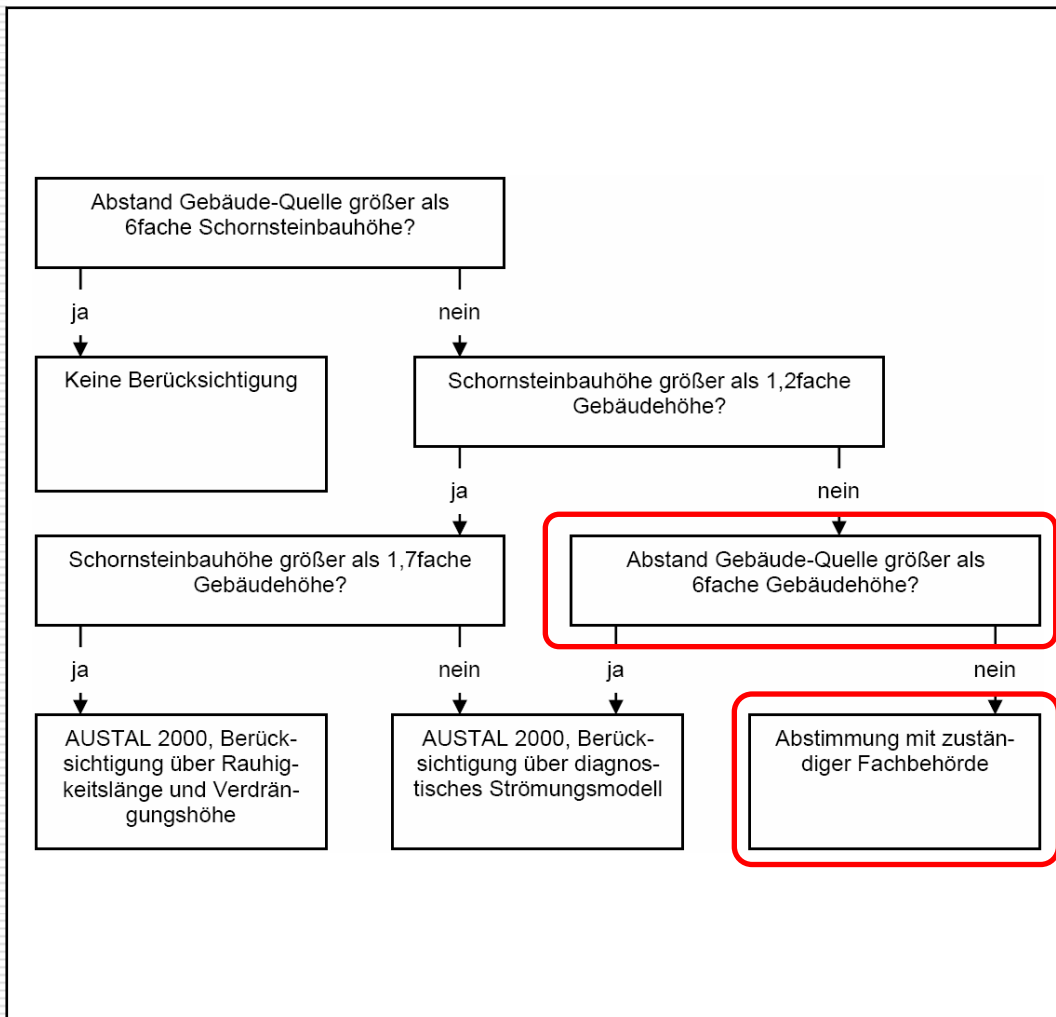 Abstand Gebäude-Quelle größer als
6fache Schornsteinbauhöhe?
ja
nein
Keine Berücksichtigung
Schornsteinbauhöhe größer als 1,2fache
Gebäudehöhe?
ja
nein
Schornsteinbauhöhe größer als 1,7fache
Gebäudehöhe?
Abstand Gebäude-Quelle größer als
6fache Gebäudehöhe?
ja
nein
ja
nein
AUSTAL 2000, Berück-
sichtigung über Rauhig-
keitslänge und Verdrän-
gungshöhe
AUSTAL 2000, Berück-
sichtigung über diagnos-
tisches Strömungsmodell
Abstimmung mit zustän-
diger Fachbehörde